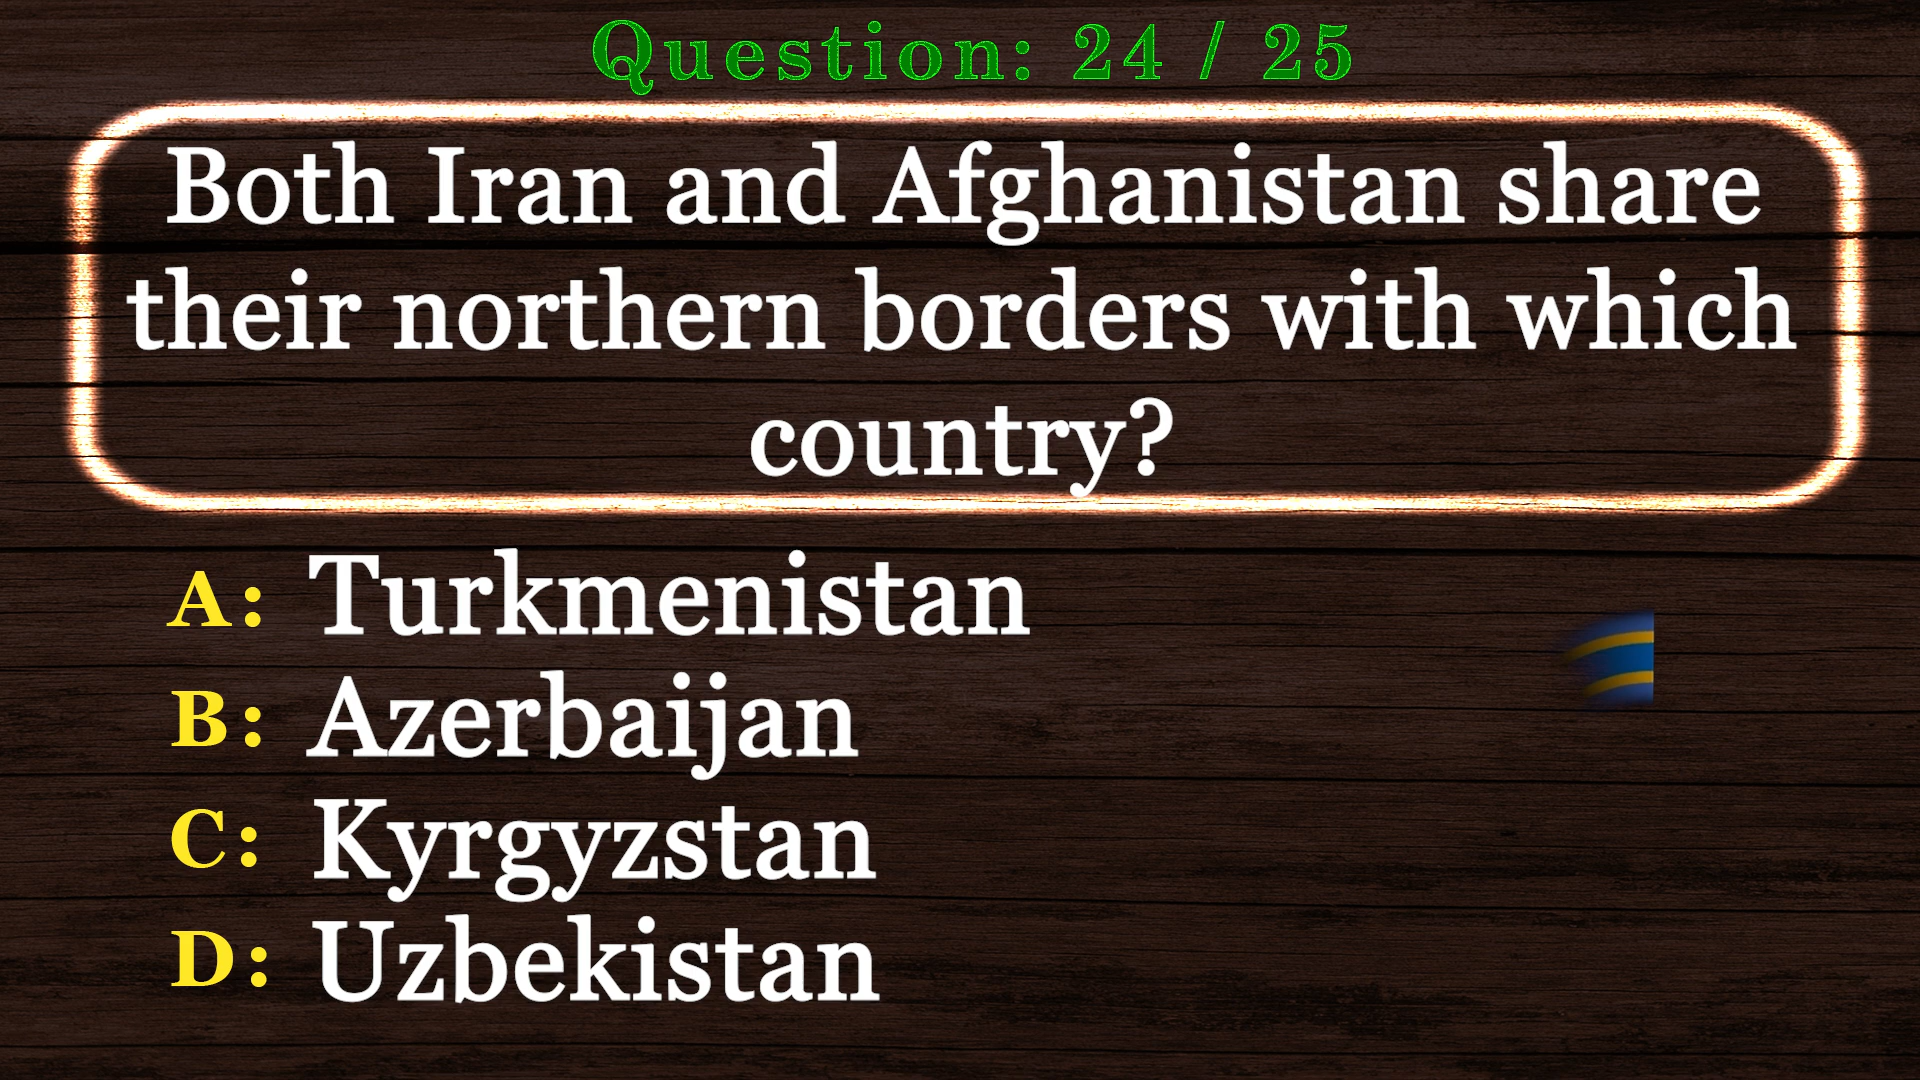 Question: 24 / 25
Both Iran and Afghanistan share
their northern borders with which
country?
A: Turkmenistan
B: Azerbaijan
C: Kyrgyzstan
D: Uzbekistan